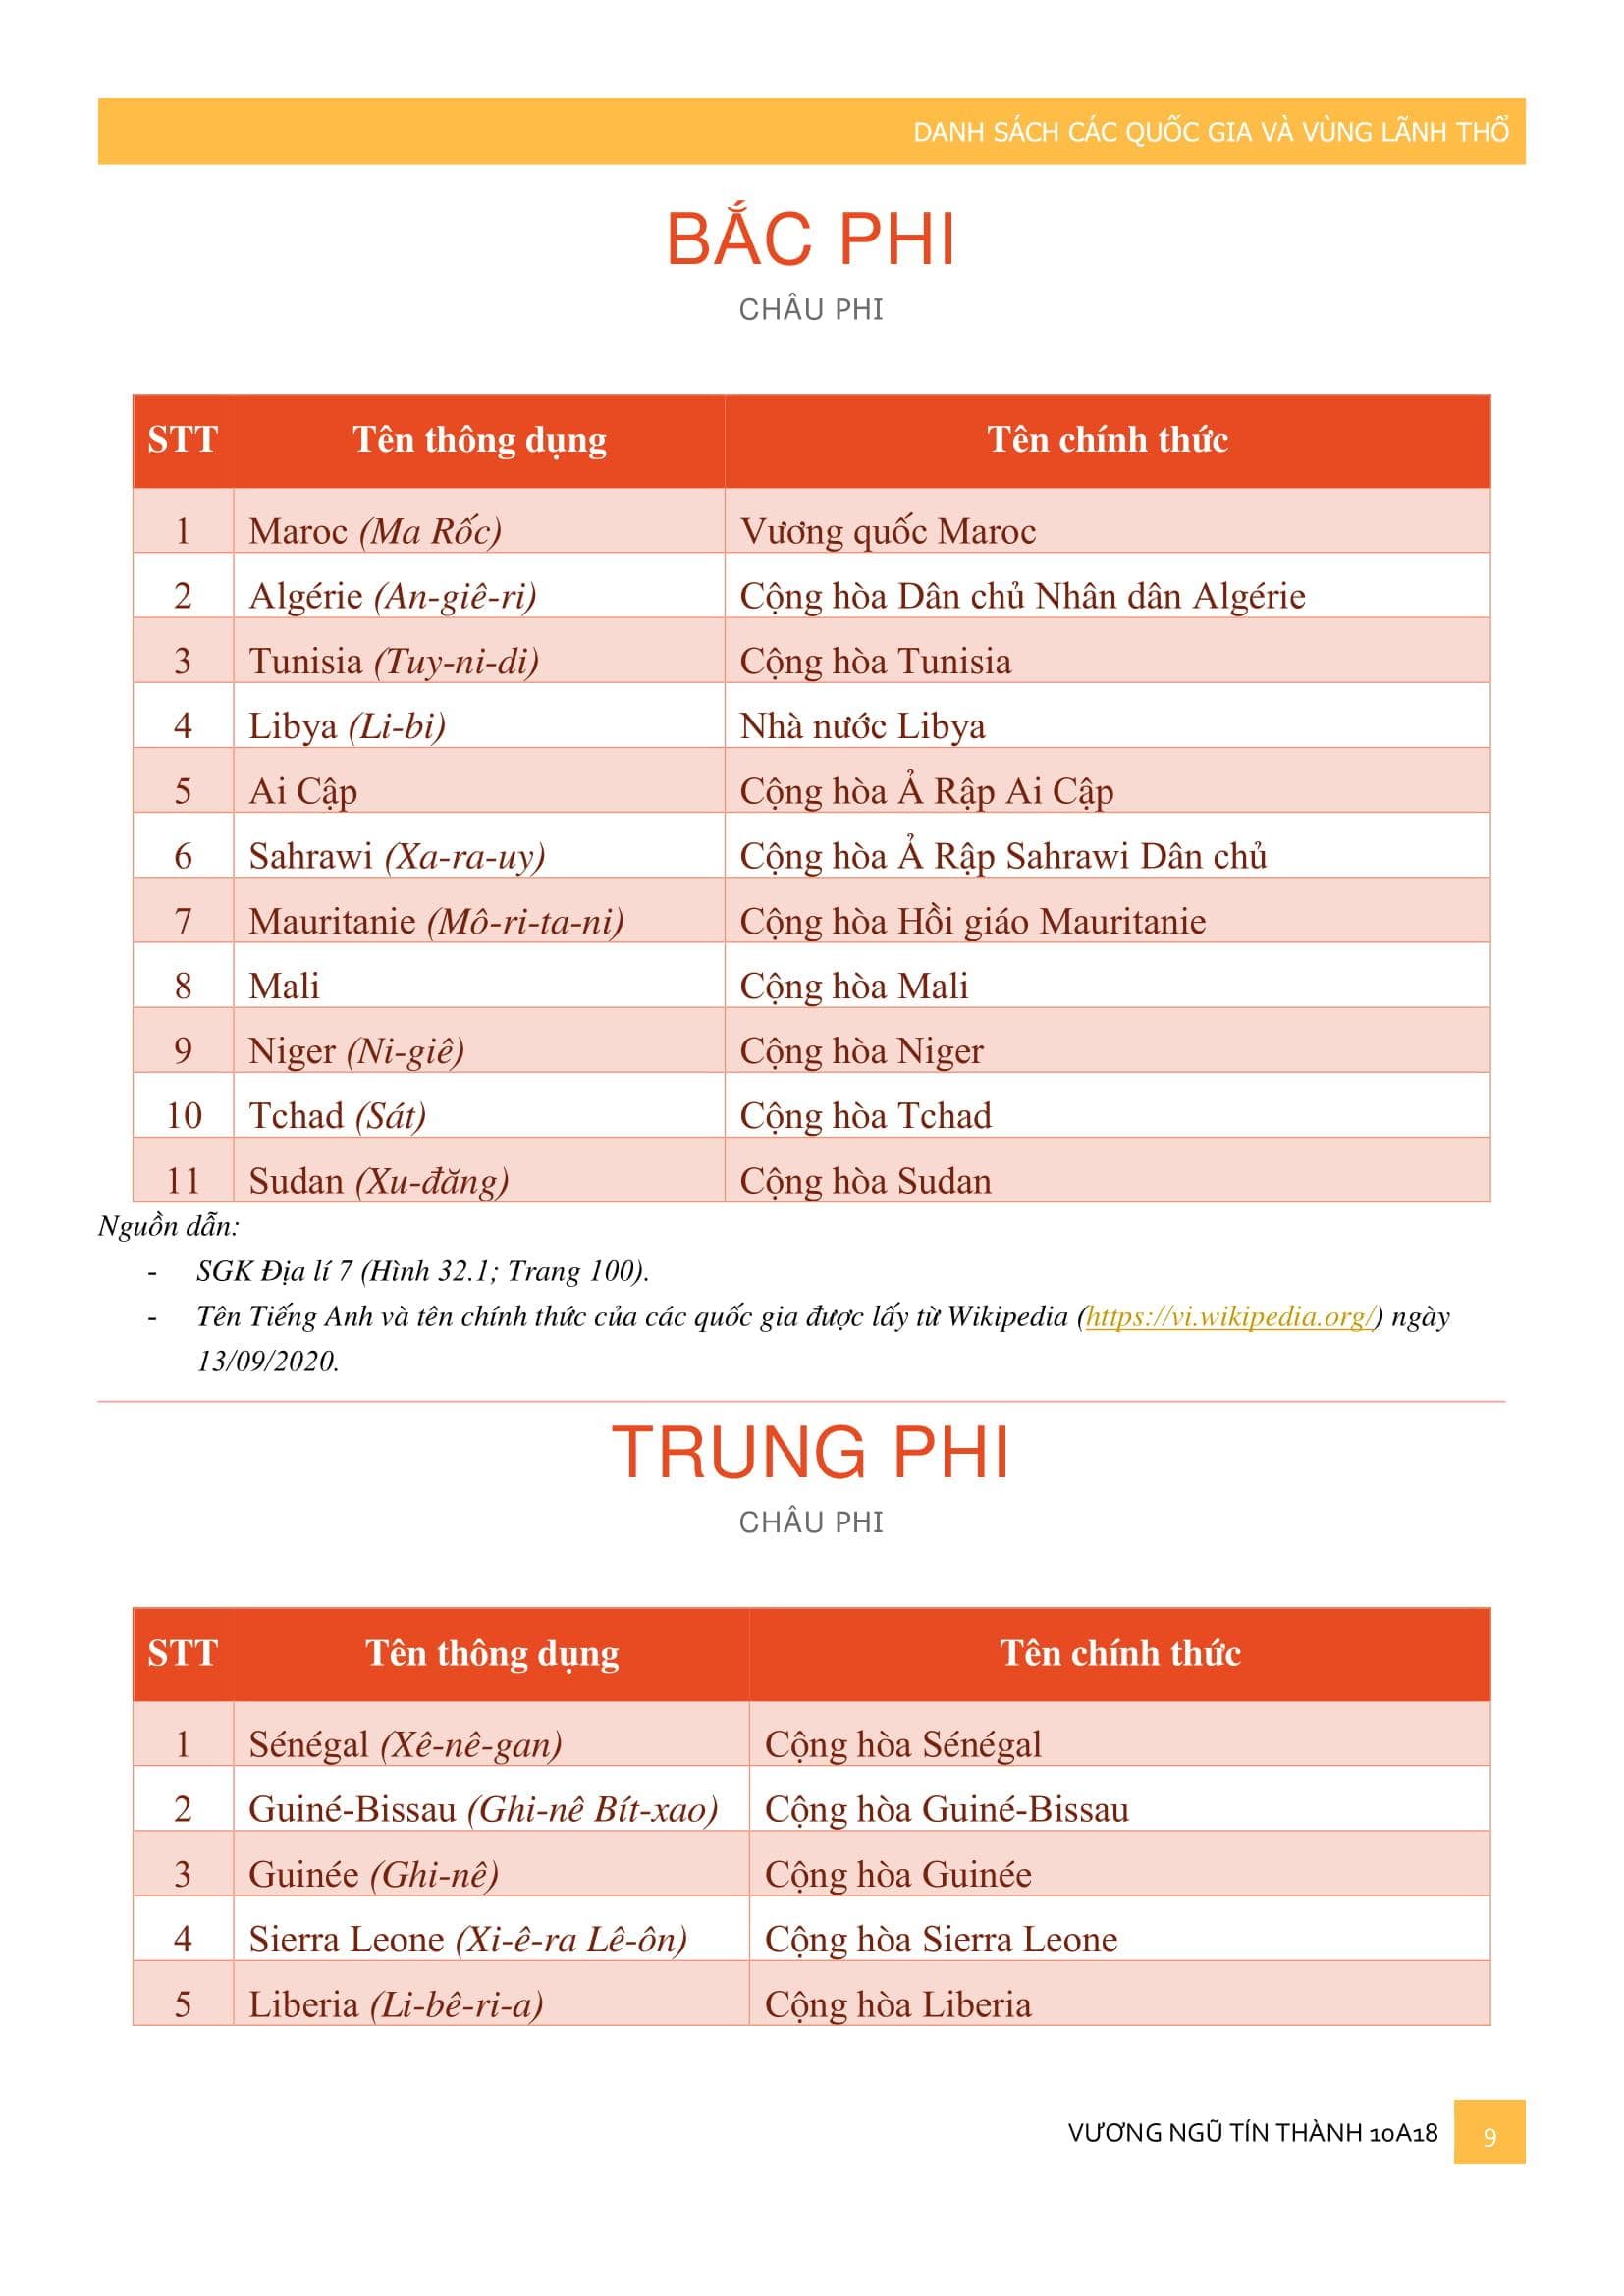 DANH SÁCH CÁC QUỐC GIA VÀ VÙNG LÃNH THỔ
BẮC PHI
CHÂU PHI
STT Tên thông dụng Tên chính thức
1 Maroc (Ma Rốc) Vương quốc Maroc
2 Algérie (An-giê-ri) Cộng hòa Dân chủ Nhân dân Algérie
3 Tunisia (Tuy-ni-di) Cộng hòa Tunisia
4 Libya (Li-bi) Nhà nước Libya
5 Ai Cập Cộng hòa Ả Rập Ai Cập
6 Sahrawi (Xa-ra-uy) Cộng hòa Ả Rập Sahrawi Dân chủ
7 Mauritanie (Mô-ri-ta-ni) Cộng hòa Hồi giáo Mauritanie
8 Mali Cộng hòa Mali
9 Niger (Ni-giê) Cộng hòa Niger
10 Tchad (Sát) Cộng hòa Tchad
11 Sudan (Xu-đăng) Cộng hòa Sudan
Nguồn dẫn:
- SGK Địa lí 7 (Hình 32.1; Trang 100).
- Tên Tiếng Anh và tên chính thức của các quốc gia được lấy từ Wikipedia (https://vi.wikipedia.org/) ngày
13/09/2020.
TRUNG PHI
CHÂU PHI
STT Tên thông dụng Tên chính thức
1 Sénégal (Xê-nê-gan) Cộng hòa Sénégal
2 Guiné-Bissau (Ghi-nê Bít-xao) Cộng hòa Guiné-Bissau
3 Guinée (Ghi-nê) Cộng hòa Guinée
4 Sierra Leone (Xi-ê-ra Lê-ôn) Cộng hòa Sierra Leone
5 Liberia (Li-bê-ri-a) Cộng hòa Liberia
VƯƠNG NGŨ TÍN THÀNH 10A18 9